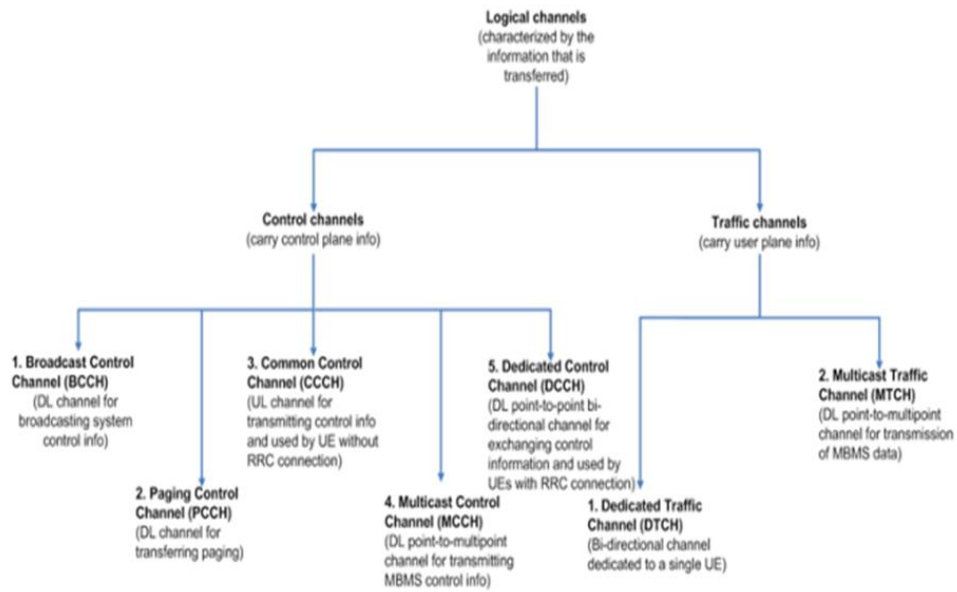 Logical channels
(characterized by the
information that is
transferred)
Control channels
(carry control plane info)
Traffic channels
(carry user plane info)
1. Broadcast Control
Channel (BCCH)
(DL channel for
broadcasting system
control info)
2. Paging Control
Channel (PCCH)
(DL channel for
transferring paging)
3. Common Control
Channel (CCCH)
(UL channel for
transmitting control info
and used by UE without
RRC connection)
4. Multicast Control
Channel (MCCH)
(DL point-to-multipoint
channel for transmitting
MBMS control info)
5. Dedicated Control
Channel (DCCH)
(DL point-to-point bi-
directional channel for
exchanging control
information and used by
UEs with RRC connection)
1. Dedicated Traffic
Channel (DTCH)
(Bi-directional channel
dedicated to a single UE)
2. Multicast Traffic
Channel (MTCH)
(DL point-to-multipoint
channel for transmission
of MBMS data)